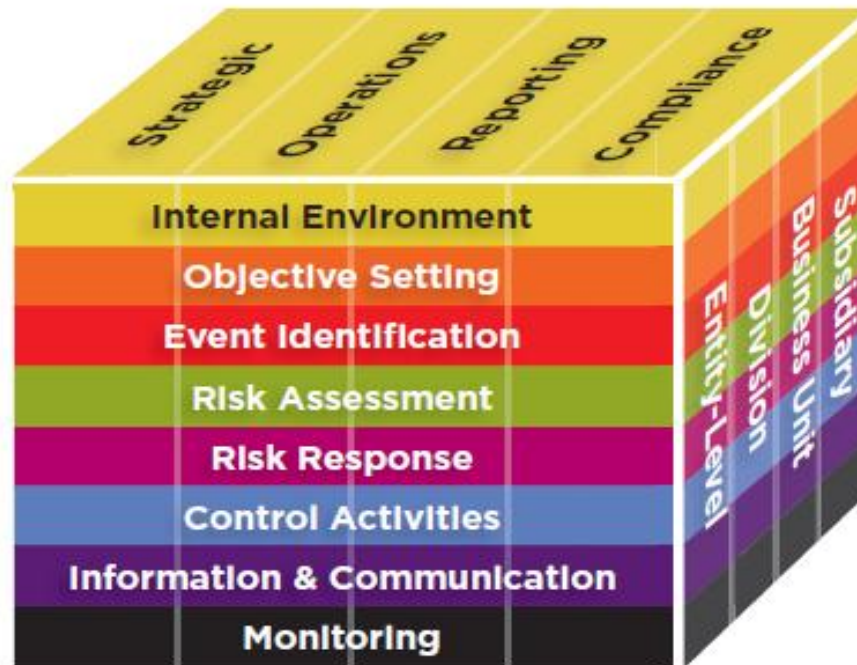 Strategic
Operations
Reporting
Compliance
Internal Environment
Objective Setting
Event Identification
Risk Assessment
Risk Response
Control Activities
Information & Communication
Monitoring
Entity-Level
Division
Business Unit
Subsidiary